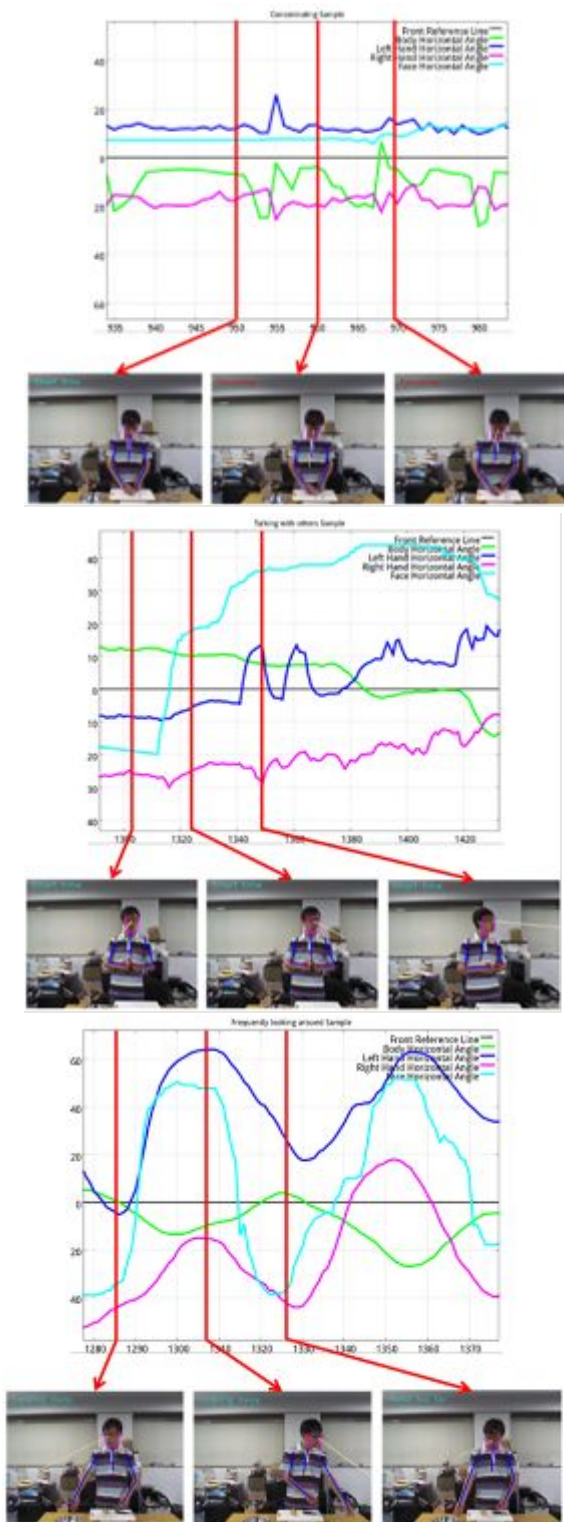 Concentrating Sample
Front Reference Line
Body Horizontal Angle
Left Hand Horizontal Angle
Right Hand Horizontal Angle
Face Horizontal Angle
40
20
0
20
40
60
935 940 945 950 955 960 965 970 975 980
Talking with others Sample
Front Reference Line
Body Horizontal Angle
Left Hand Horizontal Angle
Right Hand Horizontal Angle
Face Horizontal Angle
40
30
20
10
0
10
20
30
40
1300 1320 1340 1360 1380 1400 1420
Frequently looking around Sample
Front Reference Line
Body Horizontal Angle
Left Hand Horizontal Angle
Right Hand Horizontal Angle
Face Horizontal Angle
60
40
20
0
20
40
1280 1290 1300 1310 1320 1330 1340 1350 1360 1370